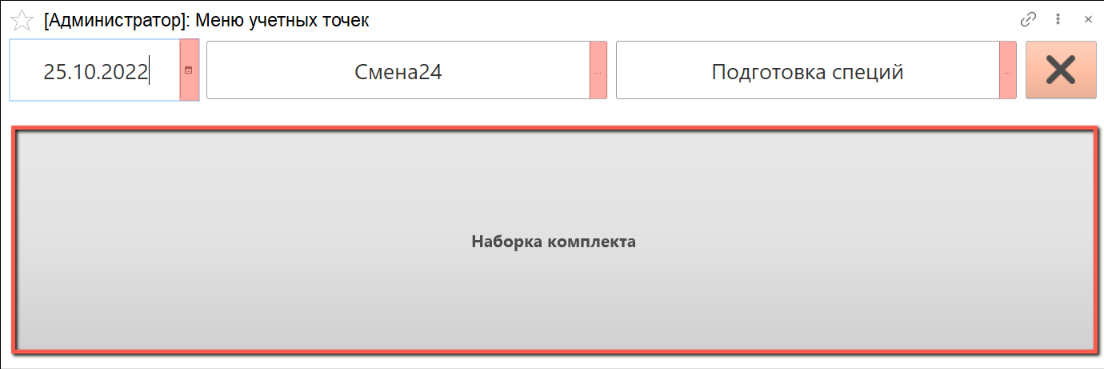 [Администратор]: Меню учетных точек
25.10.2022 Смена24 Подготовка специй
Наборка комплекта